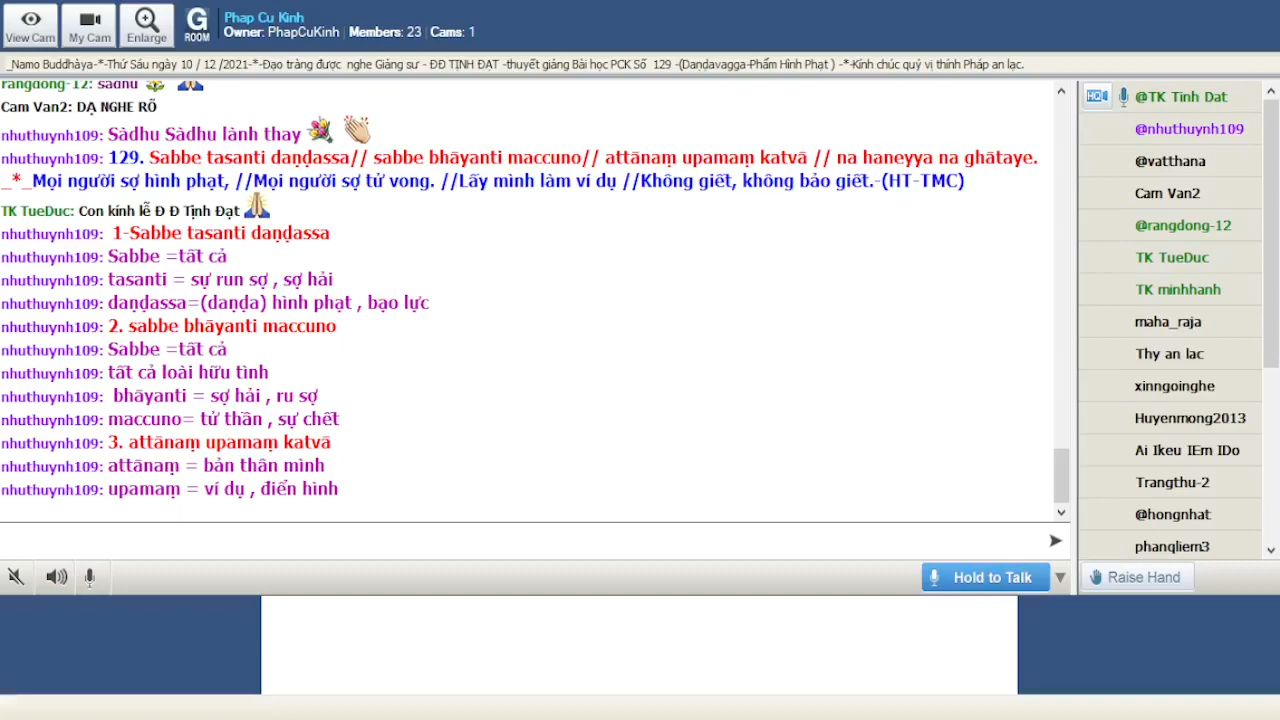 View Cam
My Cam
Enlarge
G
ROOM
Phap Cu Kinh
Owner: PhapCuKinh | Members: 23 | Cams: 1
_Namo Buddhàya-*-Thứ Sáu ngày 10 / 12 /2021-*-Đạo tràng được nghe Giảng sư - ĐĐ TỊNH ĐẠT -thuyết giảng Bài học PCK Số 129 -(Daṇḍavagga-Phẩm Hình Phạt ) -*-Kính chúc quý vị thính Pháp an lạc.
rangdong-12: sadhu
Cam Van2: DẠ NGHE RÕ
nhuthuynh109: Sàdhu Sàdhu lành thay
nhuthuynh109: 129. Sabbe tasanti daṇḍassa// sabbe bhāyanti maccuno// attānaṃ upamaṃ katvā // na haneyya na ghātaye.
_*_Mọi người sợ hình phạt, //Mọi người sợ tử vong. //Lấy mình làm ví dụ //Không giết, không bảo giết.-(HT-TMC)
TK TueDuc: Con kính lễ Đ Đ Tịnh Đạt
nhuthuynh109: 1-Sabbe tasanti daṇḍassa
nhuthuynh109: Sabbe =tất cả
nhuthuynh109: tasanti = sự run sợ , sợ hải
nhuthuynh109: daṇḍassa=(daṇḍa) hình phạt , bạo lực
nhuthuynh109: 2. sabbe bhāyanti maccuno
nhuthuynh109: Sabbe =tất cả
nhuthuynh109: tất cả loài hữu tình
nhuthuynh109: bhāyanti = sợ hải , ru sợ
nhuthuynh109: maccuno= tử thần , sự chết
nhuthuynh109: 3. attānaṃ upamaṃ katvā
nhuthuynh109: attānaṃ = bản thân mình
nhuthuynh109: upamaṃ = ví dụ , điển hình
Hold to Talk
HQ
@TK Tinh Dat
@nhuthuynh109
@vatthana
Cam Van2
@rangdong-12
TK TueDuc
TK minhhanh
maha_raja
Thy an lac
xinngoinghe
Huyenmong2013
Ai Ikeu IEm IDo
Trangthu-2
@hongnhat
phanqliem3
Raise Hand